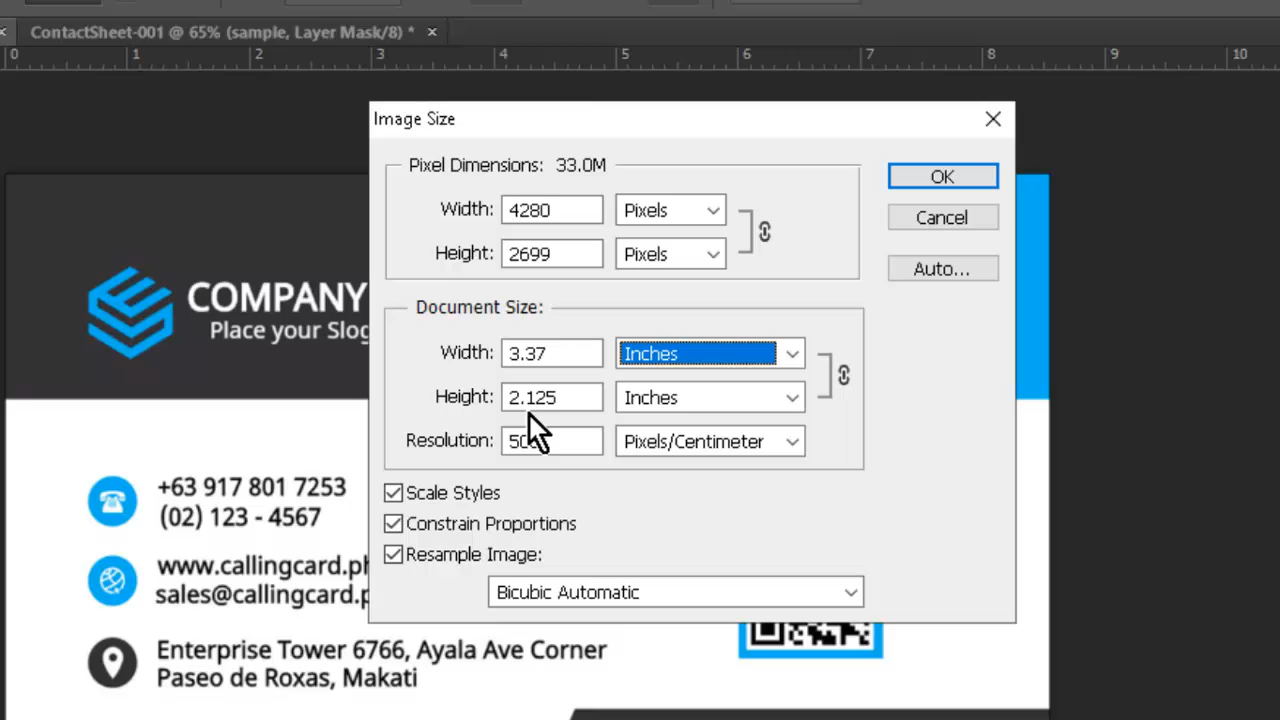 ContactSheet-001 @ 65% (sample, Layer Mask/8) *
0 1 2 3 4 5 6 7 8 9 10
Image Size
Pixel Dimensions: 33.0M
Width: 4280 Pixels
Height: 2699 Pixels
OK
Cancel
Auto...
Document Size:
Width: 3.37 Inches
Height: 2.125 Inches
Resolution: Pixels/Centimeter
Scale Styles
Constrain Proportions
Resample Image:
Bicubic Automatic
COMPANY
Place your
+63 917 801 7253
(02) 123 - 4567
www.callingcard.ph
sales@callingcard.p
Enterprise Tower 6766, Ayala Ave Corner
Paseo de Roxas, Makati